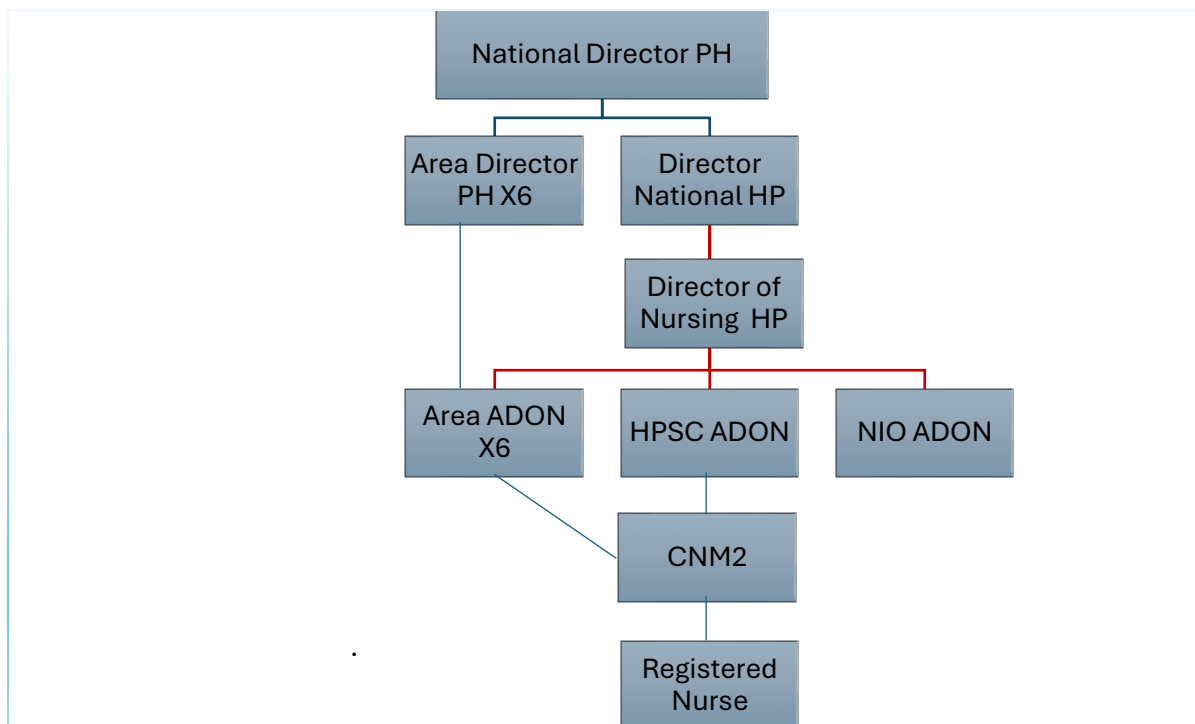 National Director PH
Area Director
PH X6
Director
National HP
Director of
Nursing HP
Area ADON
X6
HPSC ADON
NIO ADON
CNM2
.
Registered
Nurse